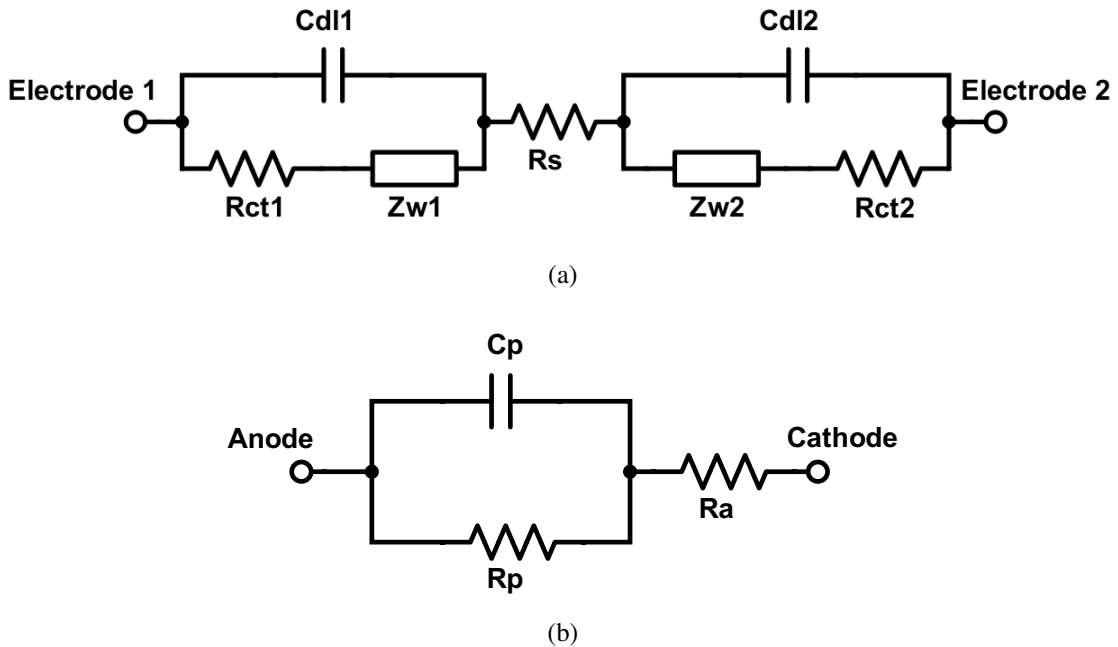 Cdl1
Cdl2
Electrode 1
Electrode 2
Rs
Rct1
Zw1
Zw2
Rct2
(a)
Cp
Anode
Cathode
Ra
Rp
(b)